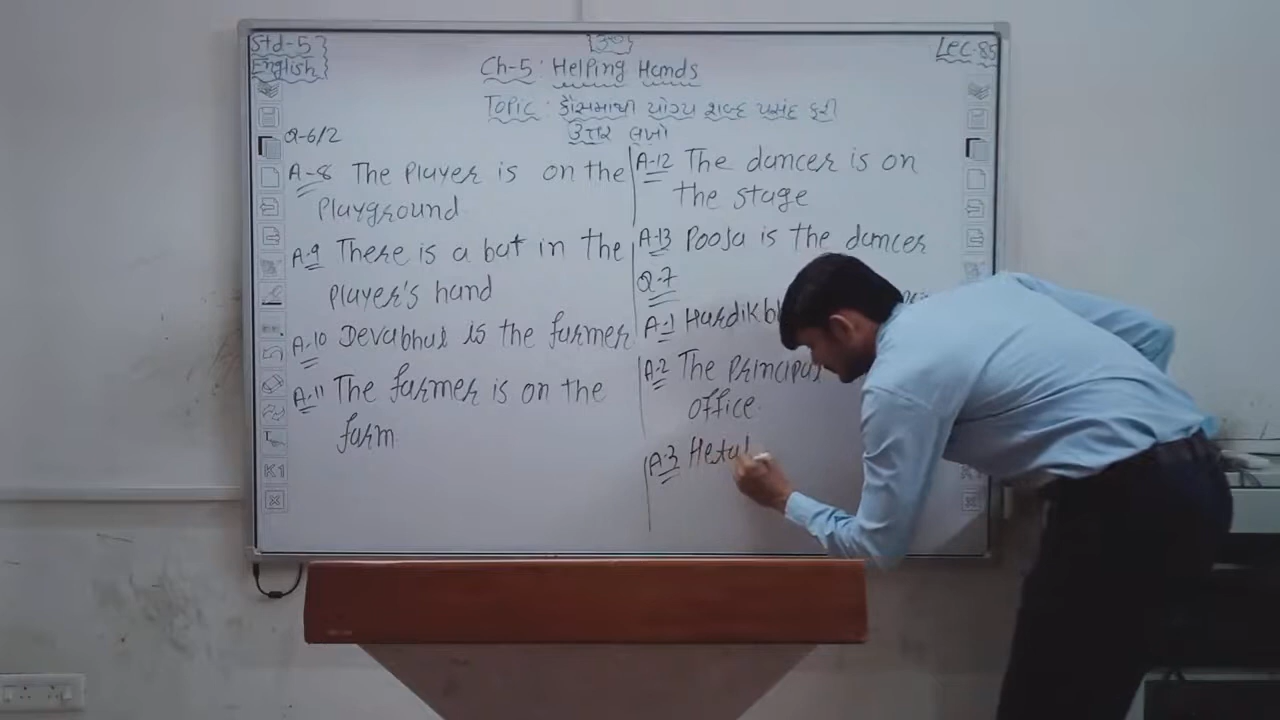 Std-5
English
ૐ
Lec-85
Ch-5: Helping Hands
Topic: કૌંસમાંથી યોગ્ય શબ્દ પસંદ કરી
ઉત્તર લખો
Q-6/2
A-8 The Player is on the
Playground
A-9 There is a bat in the
player's hand
A-10 Devabhai is the farmer
A-11 The farmer is on the
farm
A-12 The dancer is on
the stage
A-13 Pooja is the dancer
Q-7
A-1
A-2 The principal
office.
A-3 Hetal
K1
K1